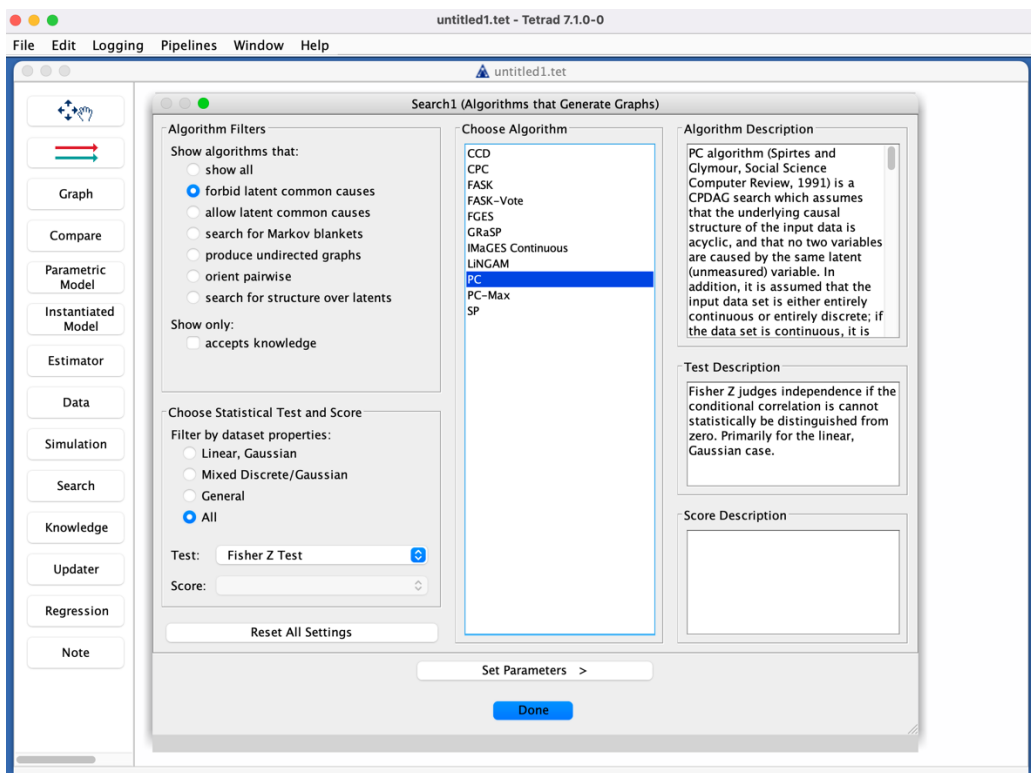 untitled1.tet - Tetrad 7.1.0-0
File Edit Logging Pipelines Window Help
untitled1.tet
Graph
Compare
Parametric
Model
Instantiated
Model
Estimator
Data
Simulation
Search
Knowledge
Updater
Regression
Note
Search1 (Algorithms that Generate Graphs)
Algorithm Filters
Show algorithms that:
show all
forbid latent common causes
allow latent common causes
search for Markov blankets
produce undirected graphs
orient pairwise
search for structure over latents
Show only:
accepts knowledge
Choose Statistical Test and Score
Filter by dataset properties:
Linear, Gaussian
Mixed Discrete/Gaussian
General
All
Test: Fisher Z Test
Score:
Reset All Settings
Choose Algorithm
CCD
CPC
FASK
FASK-Vote
FGES
GRaSP
IMaGES Continuous
LiNGAM
PC
PC-Max
SP
Algorithm Description
PC algorithm (Spirtes and
Glymour, Social Science
Computer Review, 1991) is a
CPDAG search which assumes
that the underlying causal
structure of the input data is
acyclic, and that no two variables
are caused by the same latent
(unmeasured) variable. In
addition, it is assumed that the
input data set is either entirely
continuous or entirely discrete; if
the data set is continuous, it is
Test Description
Fisher Z judges independence if the
conditional correlation is cannot
statistically be distinguished from
zero. Primarily for the linear,
Gaussian case.
Score Description
Set Parameters >
Done